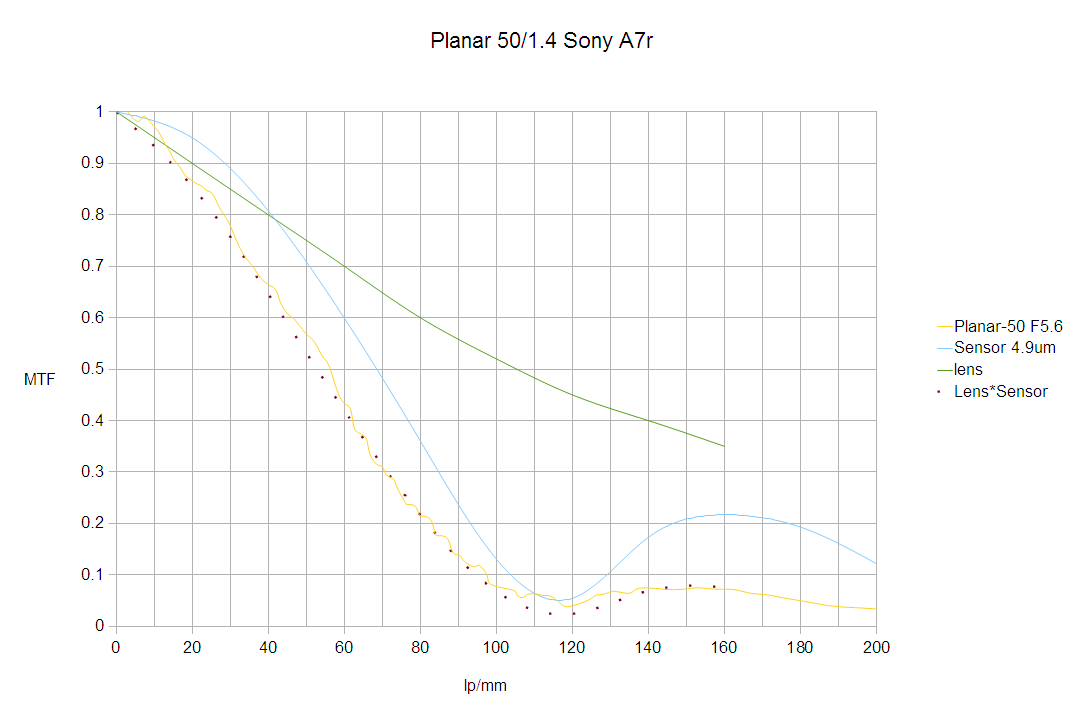 Planar 50/1.4 Sony A7r
1
0.9
0.8
0.7
0.6
0.5
0.4
0.3
0.2
0.1
0
MTF
0 20 40 60 80 100 120 140 160 180 200
lp/mm
Planar-50 F5.6
Sensor 4.9um
lens
Lens*Sensor